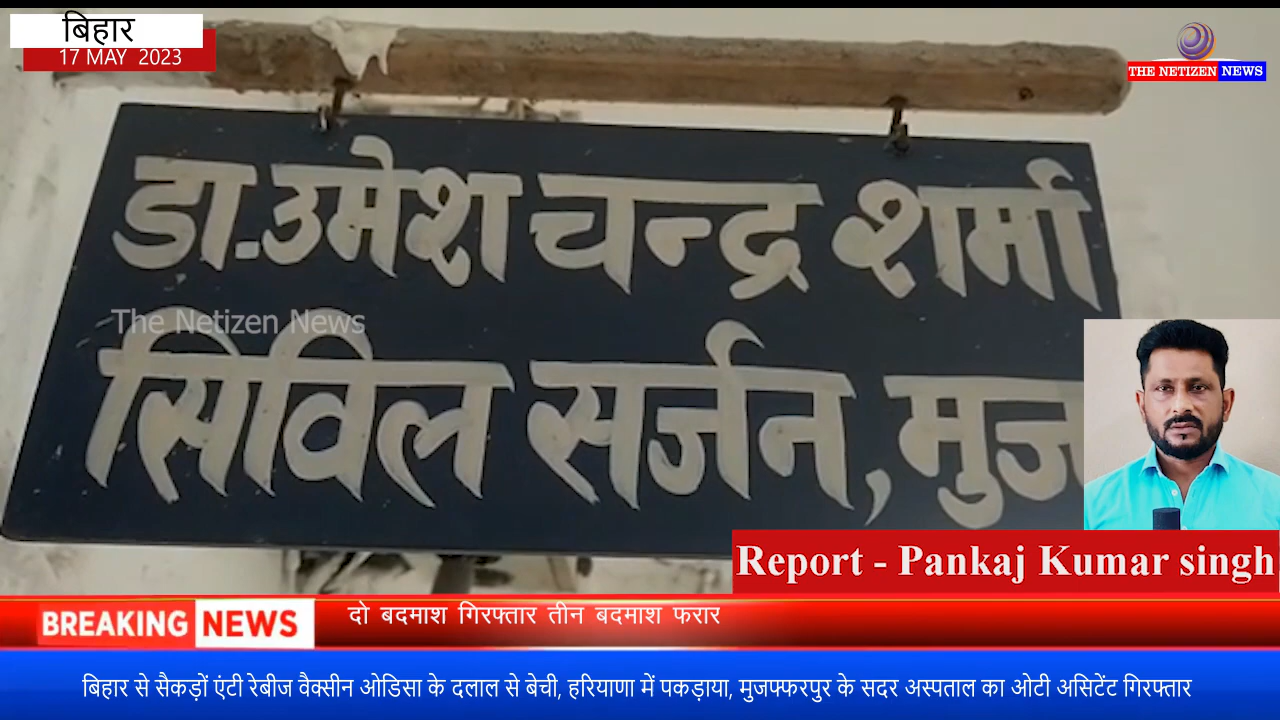 बिहार
17 MAY 2023
THE NETIZEN NEWS
डा. उमेश चन्द्र शर्मा
The Netizen News
सिविल सर्जन, मुज
Report - Pankaj Kumar singh
BREAKING NEWS
दो बदमाश गिरफ्तार तीन बदमाश फरार
बिहार से सैकड़ों एंटी रेबीज वैक्सीन ओडिसा के दलाल से बेची, हरियाणा में पकड़ाया, मुजफ्फरपुर के सदर अस्पताल का ओटी असिटेंट गिरफ्तार